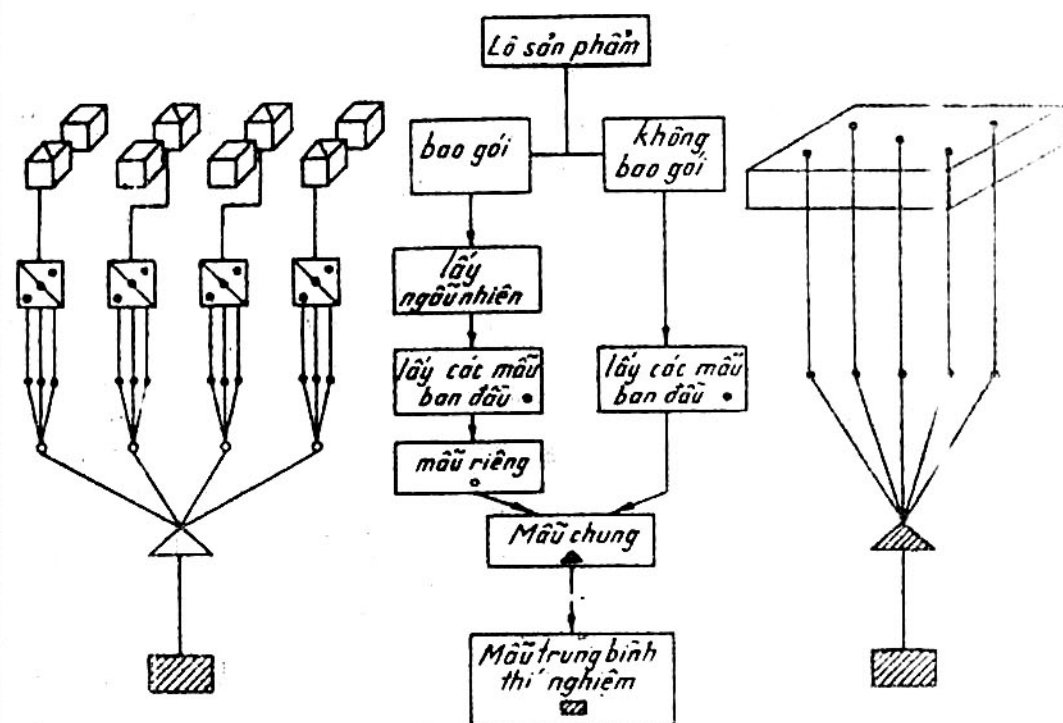 Lô sản phẩm
bao gói
không
bao gói
lấy
ngẫu nhiên
lấy các mẫu
ban đầu
lấy các mẫu
ban đầu
mẫu riêng
Mẫu chung
Mẫu trung bình
thí nghiệm